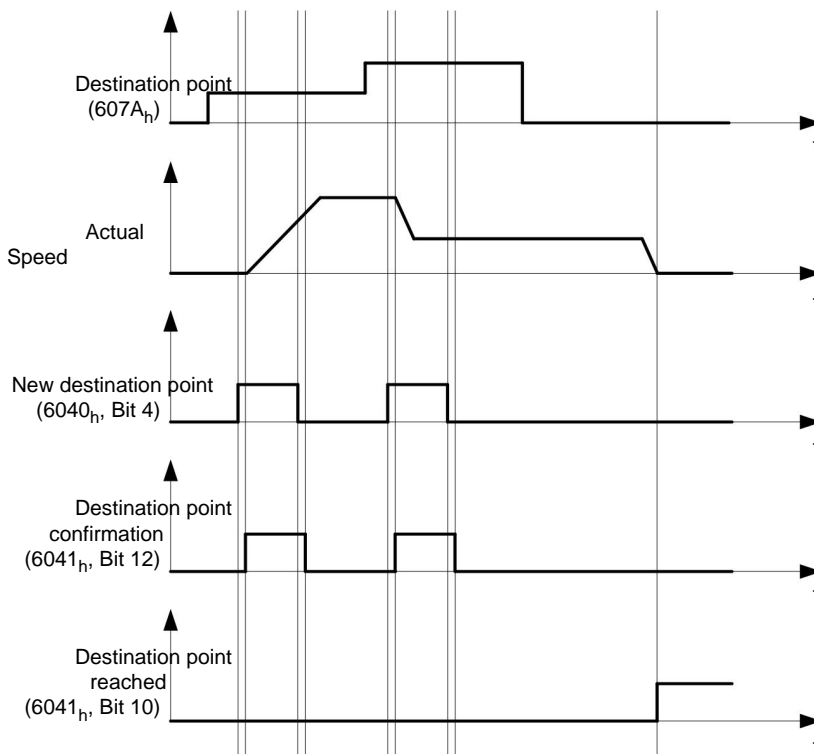 Destination point
(607Ah)
Actual
Speed
New destination point
(6040h, Bit 4)
Destination point
confirmation
(6041h, Bit 12)
Destination point
reached
(6041h, Bit 10)